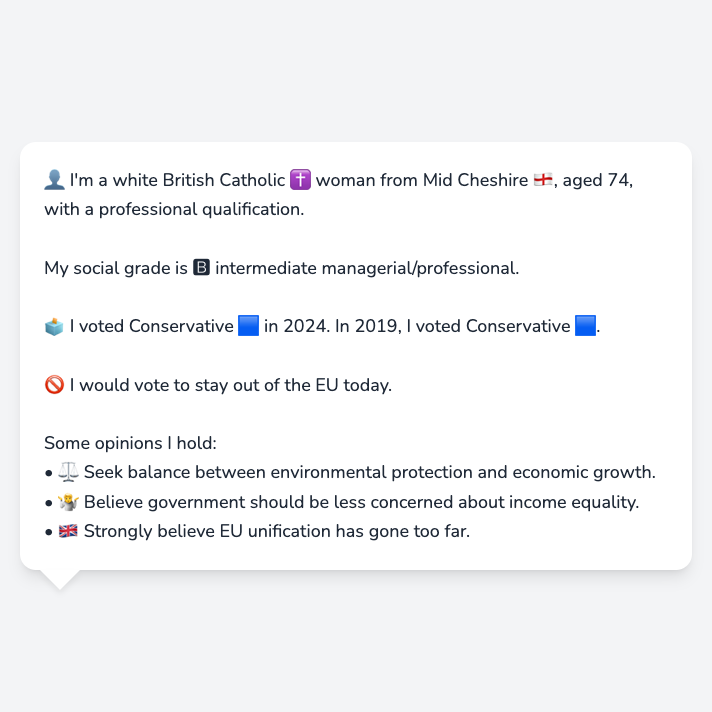 👤 I'm a white British Catholic ✝️ woman from Mid Cheshire 🏴󠁧󠁢󠁥󠁮󠁧󠁿, aged 74,
with a professional qualification.
My social grade is 🅱 intermediate managerial/professional.
🗳️ I voted Conservative 🟦 in 2024. In 2019, I voted Conservative 🟦.
🚫 I would vote to stay out of the EU today.
Some opinions I hold:
• ⚖️ Seek balance between environmental protection and economic growth.
• 🤷 Believe government should be less concerned about income equality.
• 🇬🇧 Strongly believe EU unification has gone too far.